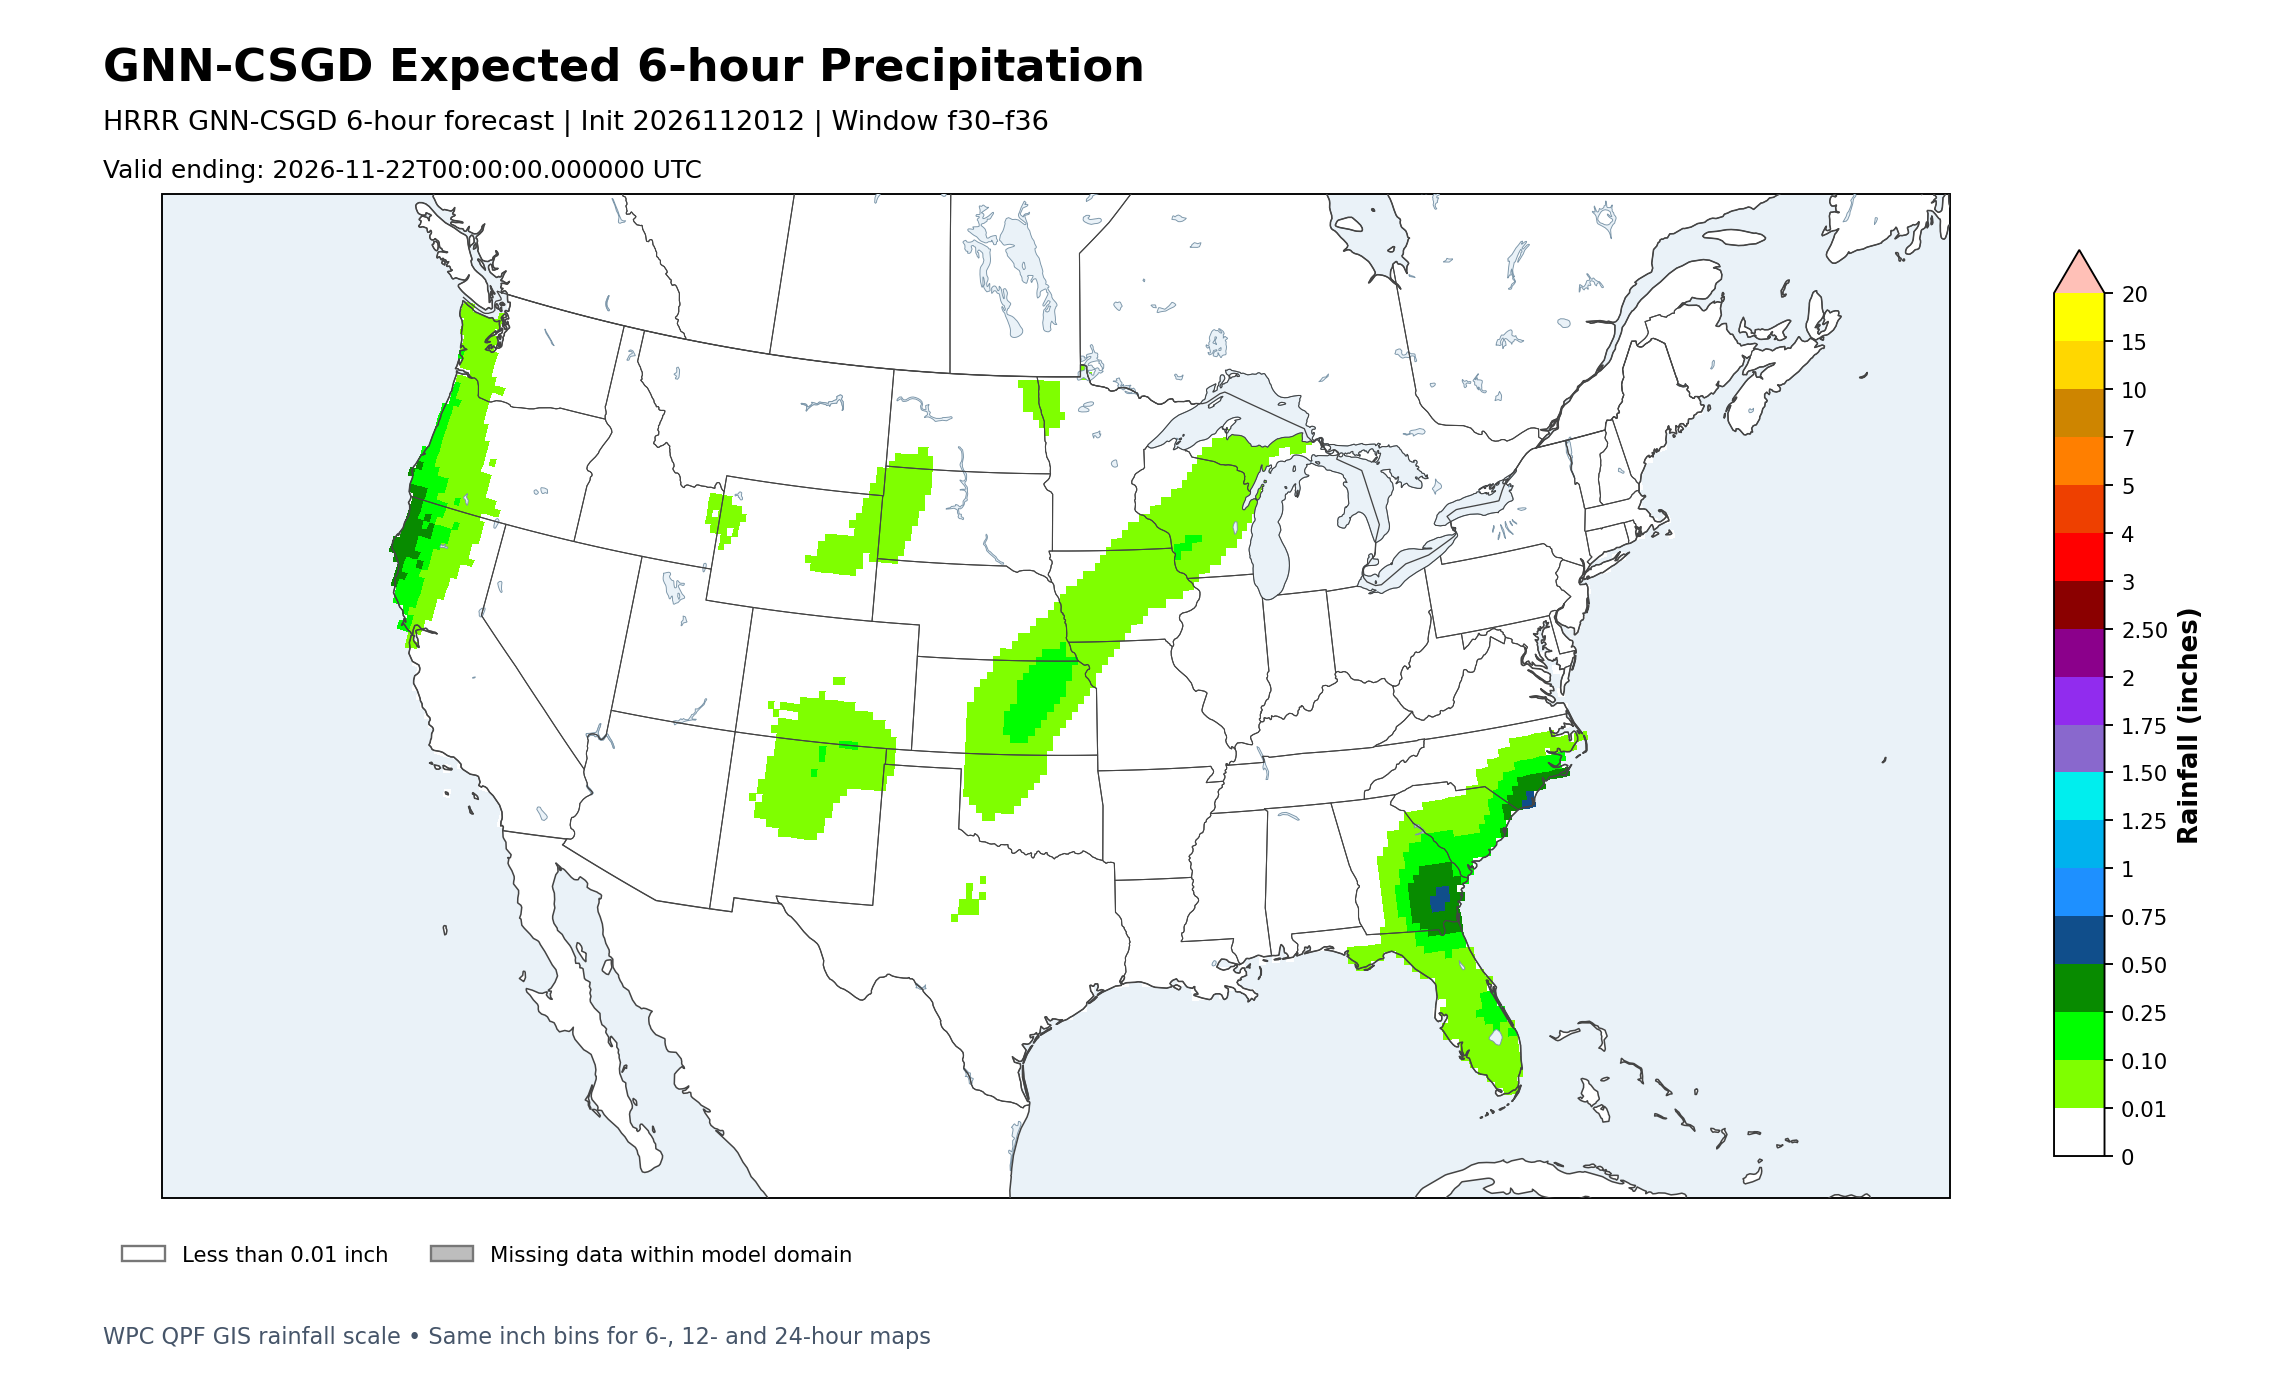 GNN-CSGD Expected 6-hour Precipitation
HRRR GNN-CSGD 6-hour forecast | Init 2026112012 | Window f30–f36
Valid ending: 2026-11-22T00:00:00.000000 UTC
20
15
10
7
5
4
3
2.50
2
1.75
1.50
1.25
1
0.75
0.50
0.25
0.10
0.01
0
Rainfall (inches)
Less than 0.01 inch
Missing data within model domain
WPC QPF GIS rainfall scale • Same inch bins for 6-, 12- and 24-hour maps